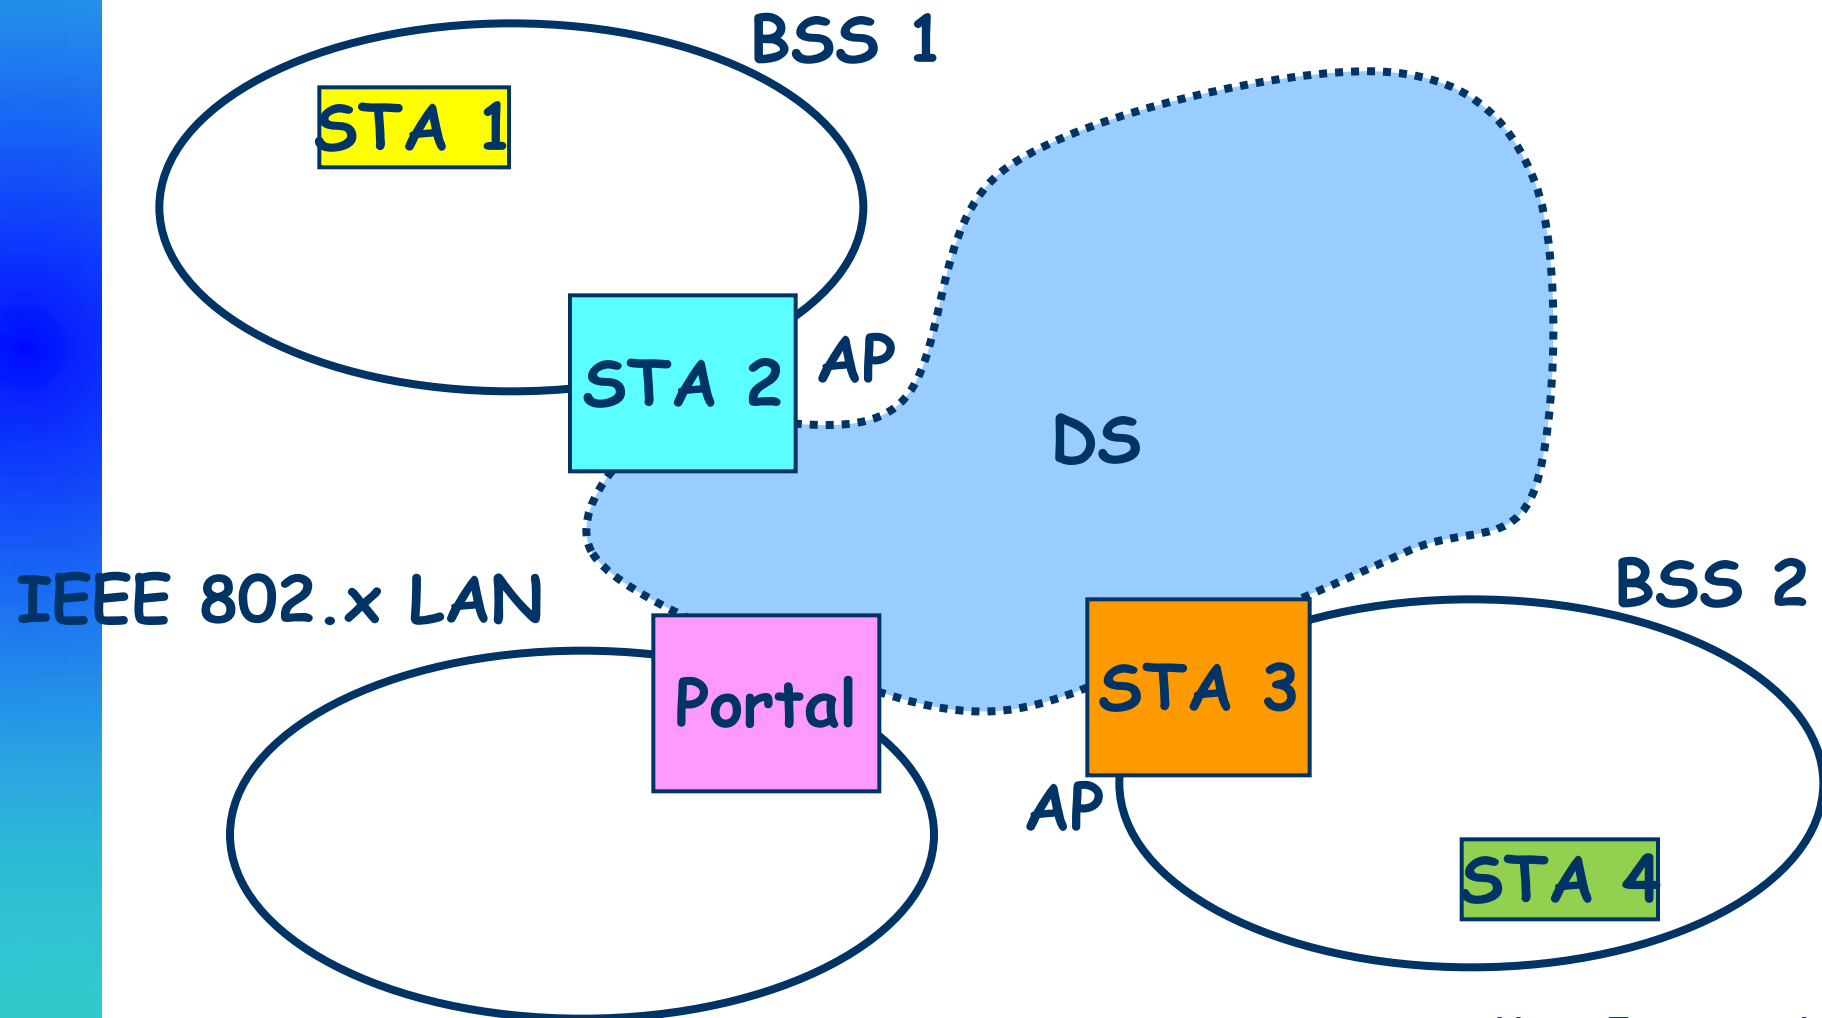 BSS 1
STA 1
AP
STA 2
DS
IEEE 802.x LAN
BSS 2
Portal
STA 3
AP
STA 4